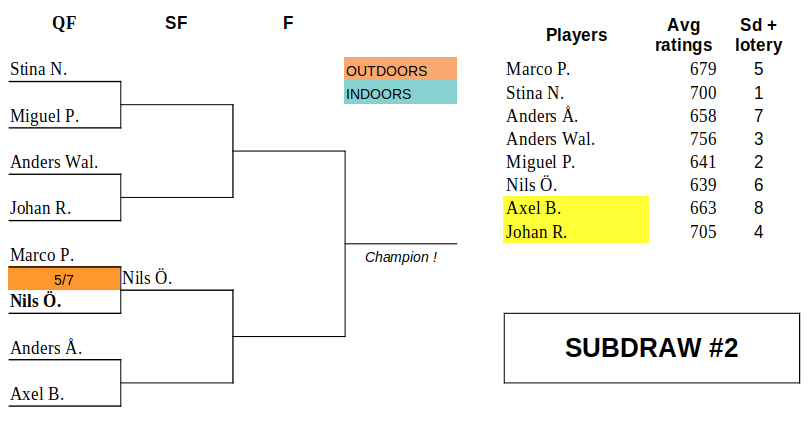 QF SF F
Stina N.
Miguel P.
Anders Wal.
Johan R.
Marco P.
5/7
Nils Ö.
Nils Ö.
Anders Å.
Axel B.
OUTDOORS
INDOORS
Champion !
Players Avg ratings Sd + lotery
Marco P. 679 5
Stina N. 700 1
Anders Å. 658 7
Anders Wal. 756 3
Miguel P. 641 2
Nils Ö. 639 6
Axel B. 663 8
Johan R. 705 4
SUBDRAW #2